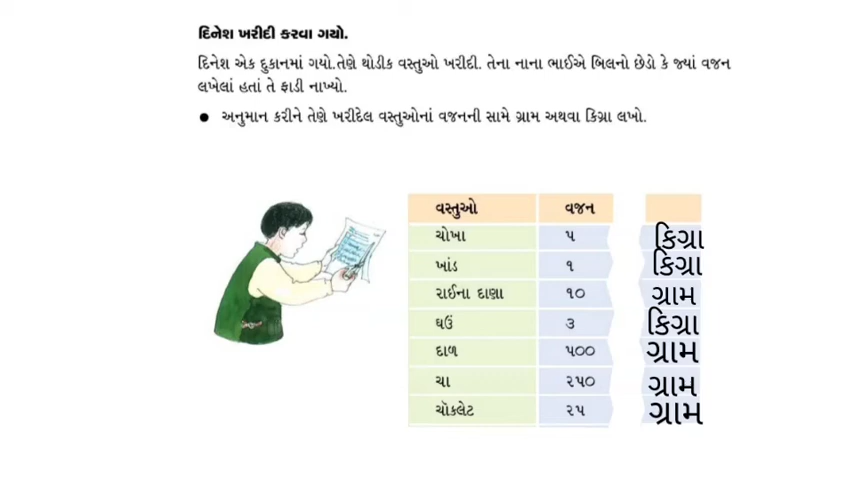 દિનેશ ખરીદી કરવા ગયો.
દિનેશ એક દુકાનમાં ગયો.તેણે થોડીક વસ્તુઓ ખરીદી. તેના નાના ભાઈએ બિલનો છેડો કે જ્યાં વજન
લખેલાં હતાં તે ફાડી નાખ્યો.
● અનુમાન કરીને તેણે ખરીદેલ વસ્તુઓનાં વજનની સામે ગ્રામ અથવા કિગ્રા લખો.
વસ્તુઓ વજન
ચોખા ૫ કિગ્રા
ખાંડ ૧ કિગ્રા
રાઈના દાણા ૧૦ ગ્રામ
ઘઉં ૩ કિગ્રા
દાળ ૫૦૦ ગ્રામ
ચા ૨૫૦ ગ્રામ
ચૉકલેટ ૨૫ ગ્રામ